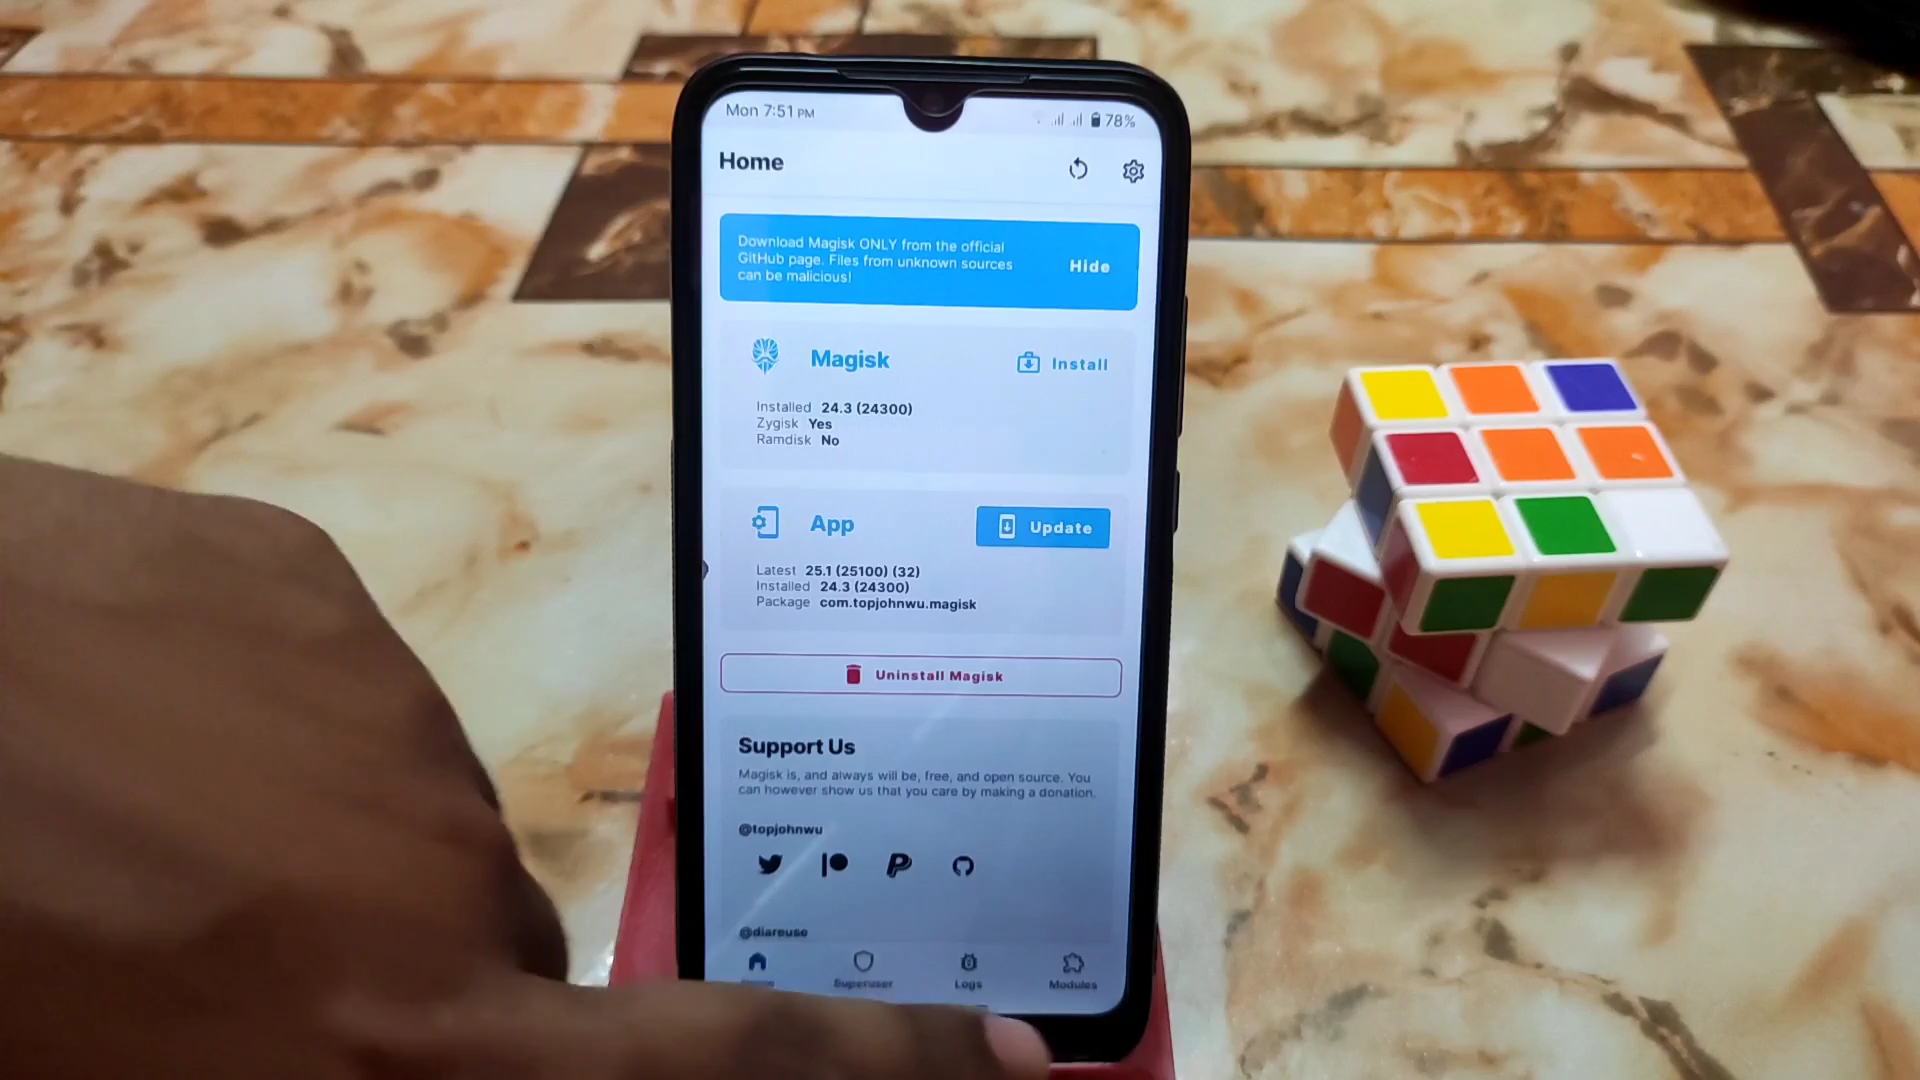 Mon 7:51 PM
78%
Home
Download Magisk ONLY from the official
GitHub page. Files from unknown sources
can be malicious!
Hide
Magisk
Install
Installed 24.3 (24300)
Zygisk Yes
Ramdisk No
App
Update
Latest 25.1 (25100) (32)
Installed 24.3 (24300)
Package com.topjohnwu.magisk
Uninstall Magisk
Support Us
Magisk is, and always will be, free, and open source. You
can however show us that you care by making a donation.
@topjohnwu
@diareuse
Superuser
Logs
Modules